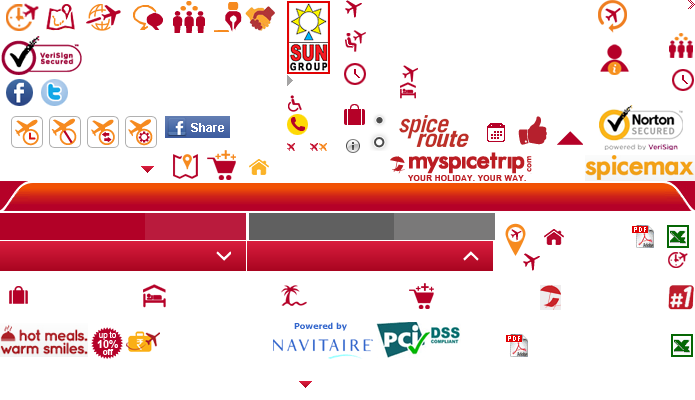 VeriSign
Secured
f Share
SUN
GROUP
spice
route
Norton
SECURED
powered by VeriSign
myspicetrip.com
YOUR HOLIDAY. YOUR WAY.
spicemax
PDF
#1
hot meals.
warm smiles.
up to
10%
off
Powered by
NAVITAIRE
PCI DSS
COMPLIANT
PDF